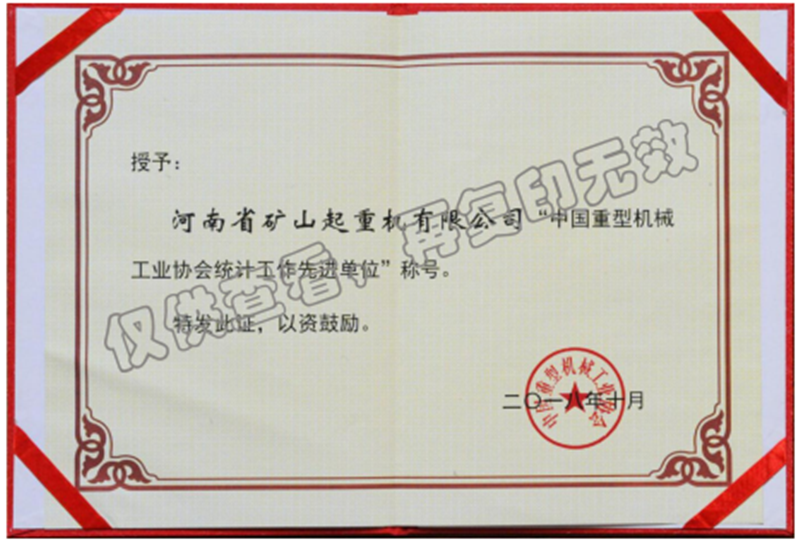 授予：
河南省矿山起重机有限公司“中国重型机械
工业协会统计工作先进单位”称号。
特发此证，以资鼓励。
二〇一八年十月
中国重型机械工业协会
仅供查看，再复印无效